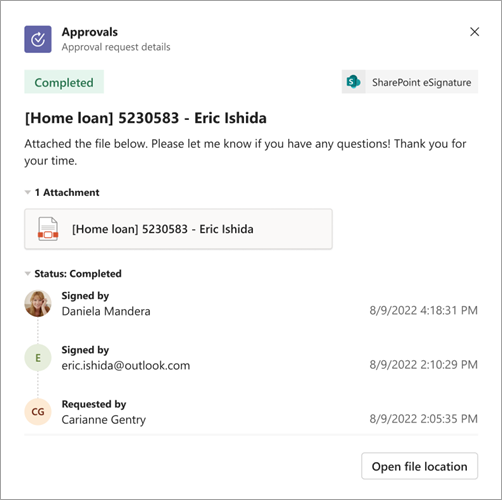 Approvals
Approval request details
Completed
SharePoint eSignature
[Home loan] 5230583 - Eric Ishida
Attached the file below. Please let me know if you have any questions! Thank you for
your time.
1 Attachment
[Home loan] 5230583 - Eric Ishida
Status: Completed
Signed by
Daniela Mandera
8/9/2022 4:18:31 PM
E
Signed by
eric.ishida@outlook.com
8/9/2022 2:10:29 PM
CG
Requested by
Carianne Gentry
8/9/2022 2:05:35 PM
Open file location